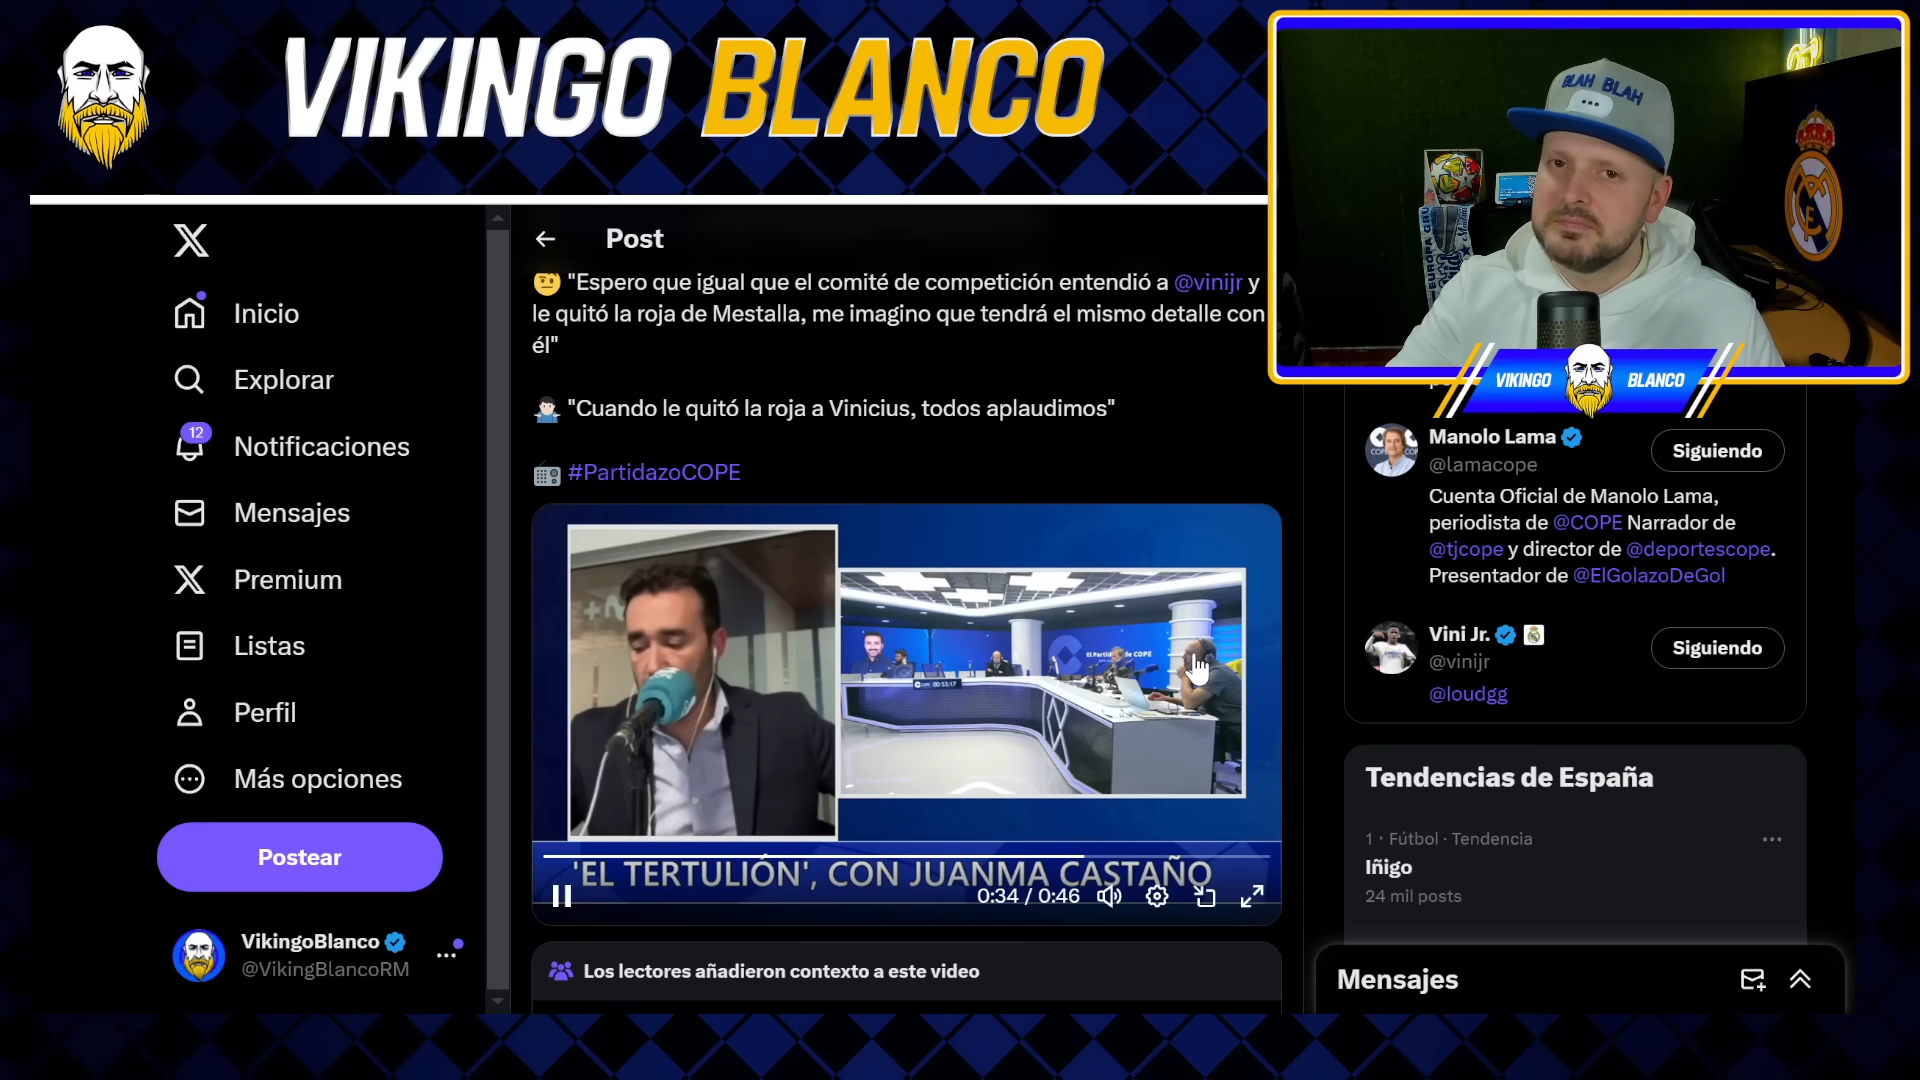 VIKINGO BLANCO
BLAH BLAH
VIKINGO BLANCO
Inicio
Explorar
12
Notificaciones
Mensajes
Premium
Listas
Perfil
Más opciones
Postear
VikingoBlanco
@VikingBlancoRM
Post
"Espero que igual que el comité de competición entendió a @vinijr y
le quitó la roja de Mestalla, me imagino que tendrá el mismo detalle con
él"
"Cuando le quitó la roja a Vinicius, todos aplaudimos"
#PartidazoCOPE
'EL TERTULIÓN', CON JUANMA CASTAÑO
0:34 / 0:46
Los lectores añadieron contexto a este video
Manolo Lama
@lamacope
Siguiendo
Cuenta Oficial de Manolo Lama,
periodista de @COPE Narrador de
@tjcope y director de @deportescope.
Presentador de @ElGolazoDeGol
Vini Jr.
@vinijr
Siguiendo
@loudgg
Tendencias de España
1 · Fútbol · Tendencia
Iñigo
24 mil posts
Mensajes